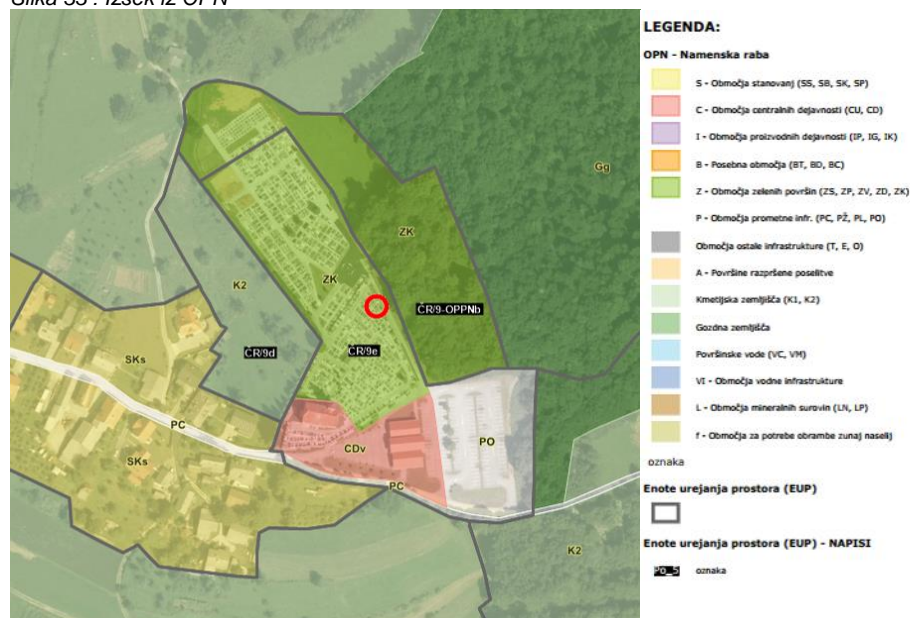 Slika 33 : Izsek iz OPN
ZK
Gg
ZK
K2
ZK
ČR/9-OPPNb
ČR/9d
ČR/9e
SKs
PC
CDv
PO
SKs
PC
K2
LEGENDA:
OPN - Namenska raba
S - Območja stanovanj (SS, SB, SK, SP)
C - Območja centralnih dejavnosti (CU, CD)
I - Območja proizvodnih dejavnosti (IP, IG, IK)
B - Posebna območja (BT, BD, BC)
Z - Območja zelenih površin (ZS, ZP, ZV, ZD, ZK)
P - Območja prometne infr. (PC, PŽ, PL, PO)
Območja ostale infrastrukture (T, E, O)
A - Površine razpršene poselitve
Kmetijska zemljišča (K1, K2)
Gozdna zemljišča
Površinske vode (VC, VM)
VI - Območja vodne infrastrukture
L - Območja mineralnih surovin (LN, LP)
f - Območja za potrebe obrambe zunaj naselij
oznaka
Enote urejanja prostora (EUP)
Enote urejanja prostora (EUP) - NAPISI
Po_5 oznaka